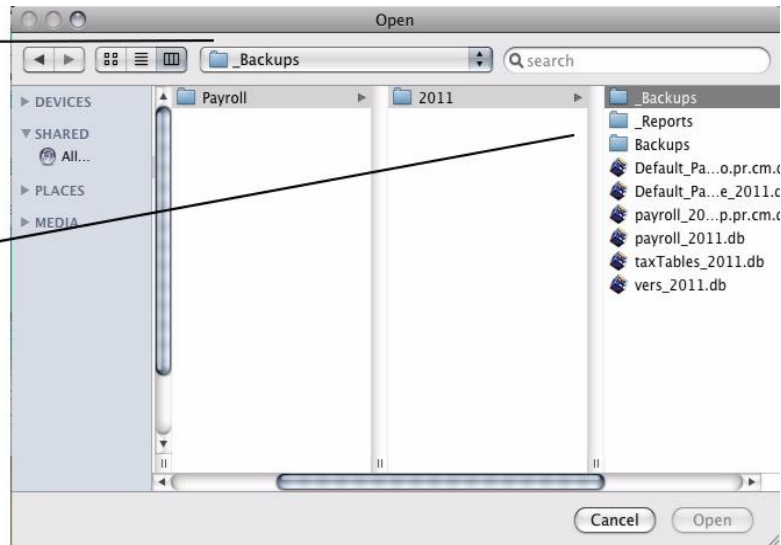 Open
_Backups
search
DEVICES
SHARED
All...
PLACES
MEDIA
Payroll
2011
_Backups
_Reports
Backups
Default_Pa...o.pr.cm.d
Default_Pa...e_2011.d
payroll_20...p.pr.cm.d
payroll_2011.db
taxTables_2011.db
vers_2011.db
Cancel
Open